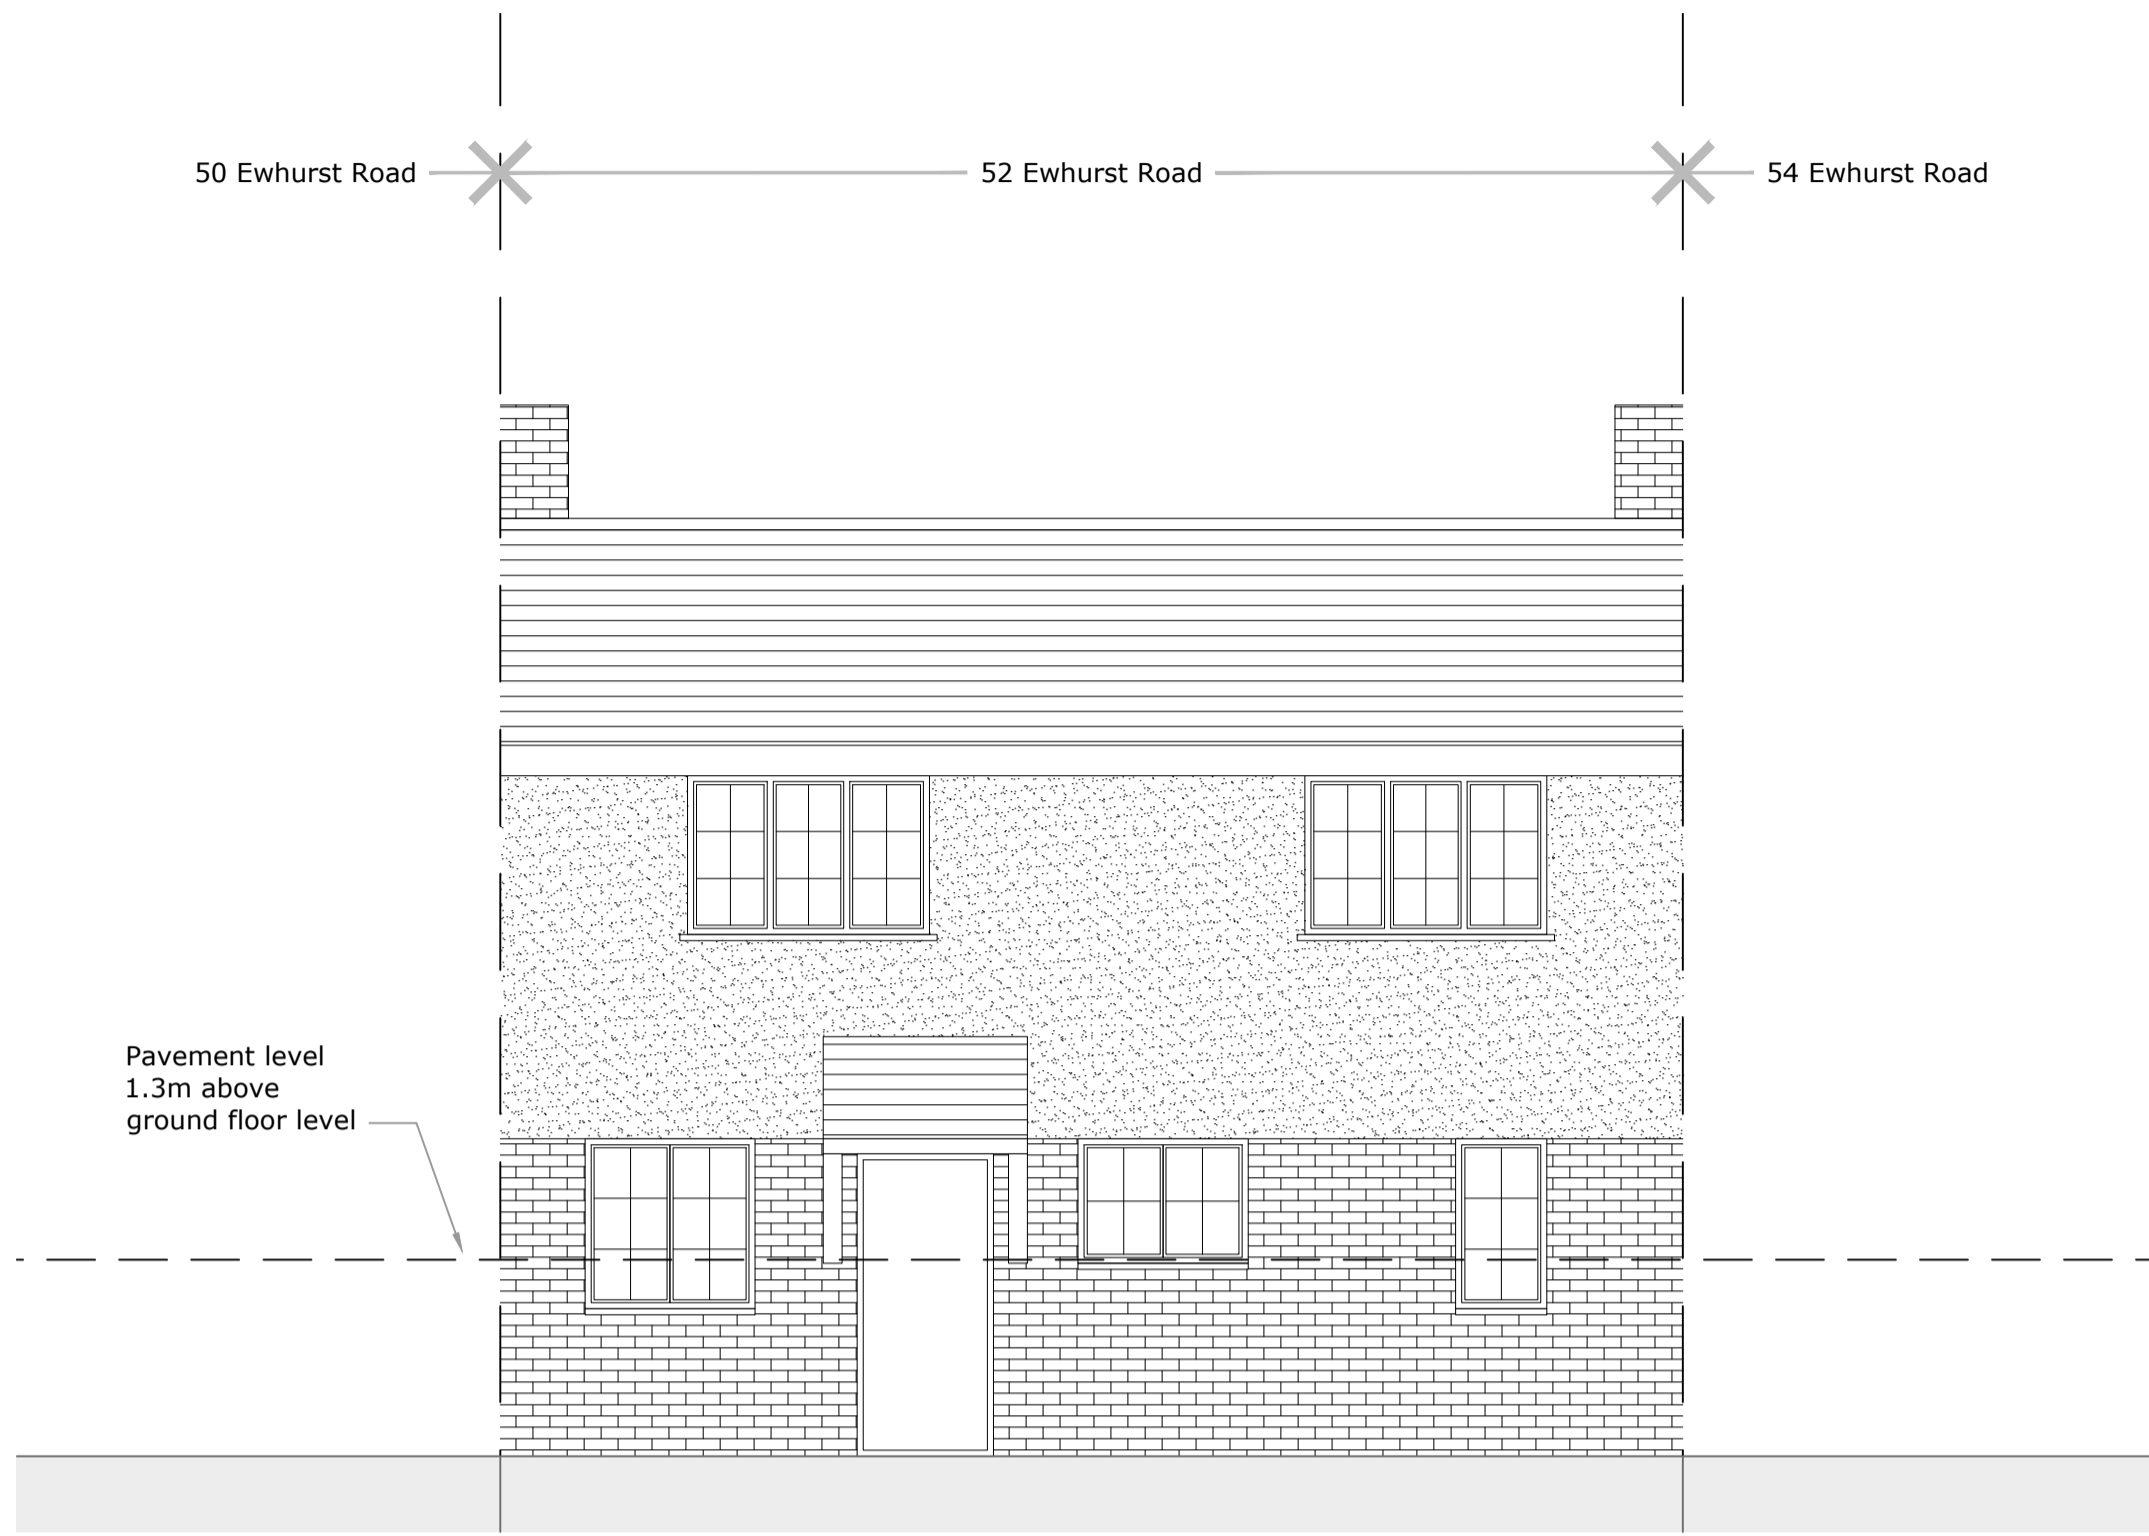 50 Ewhurst Road
52 Ewhurst Road
54 Ewhurst Road
Pavement level
1.3m above
ground floor level